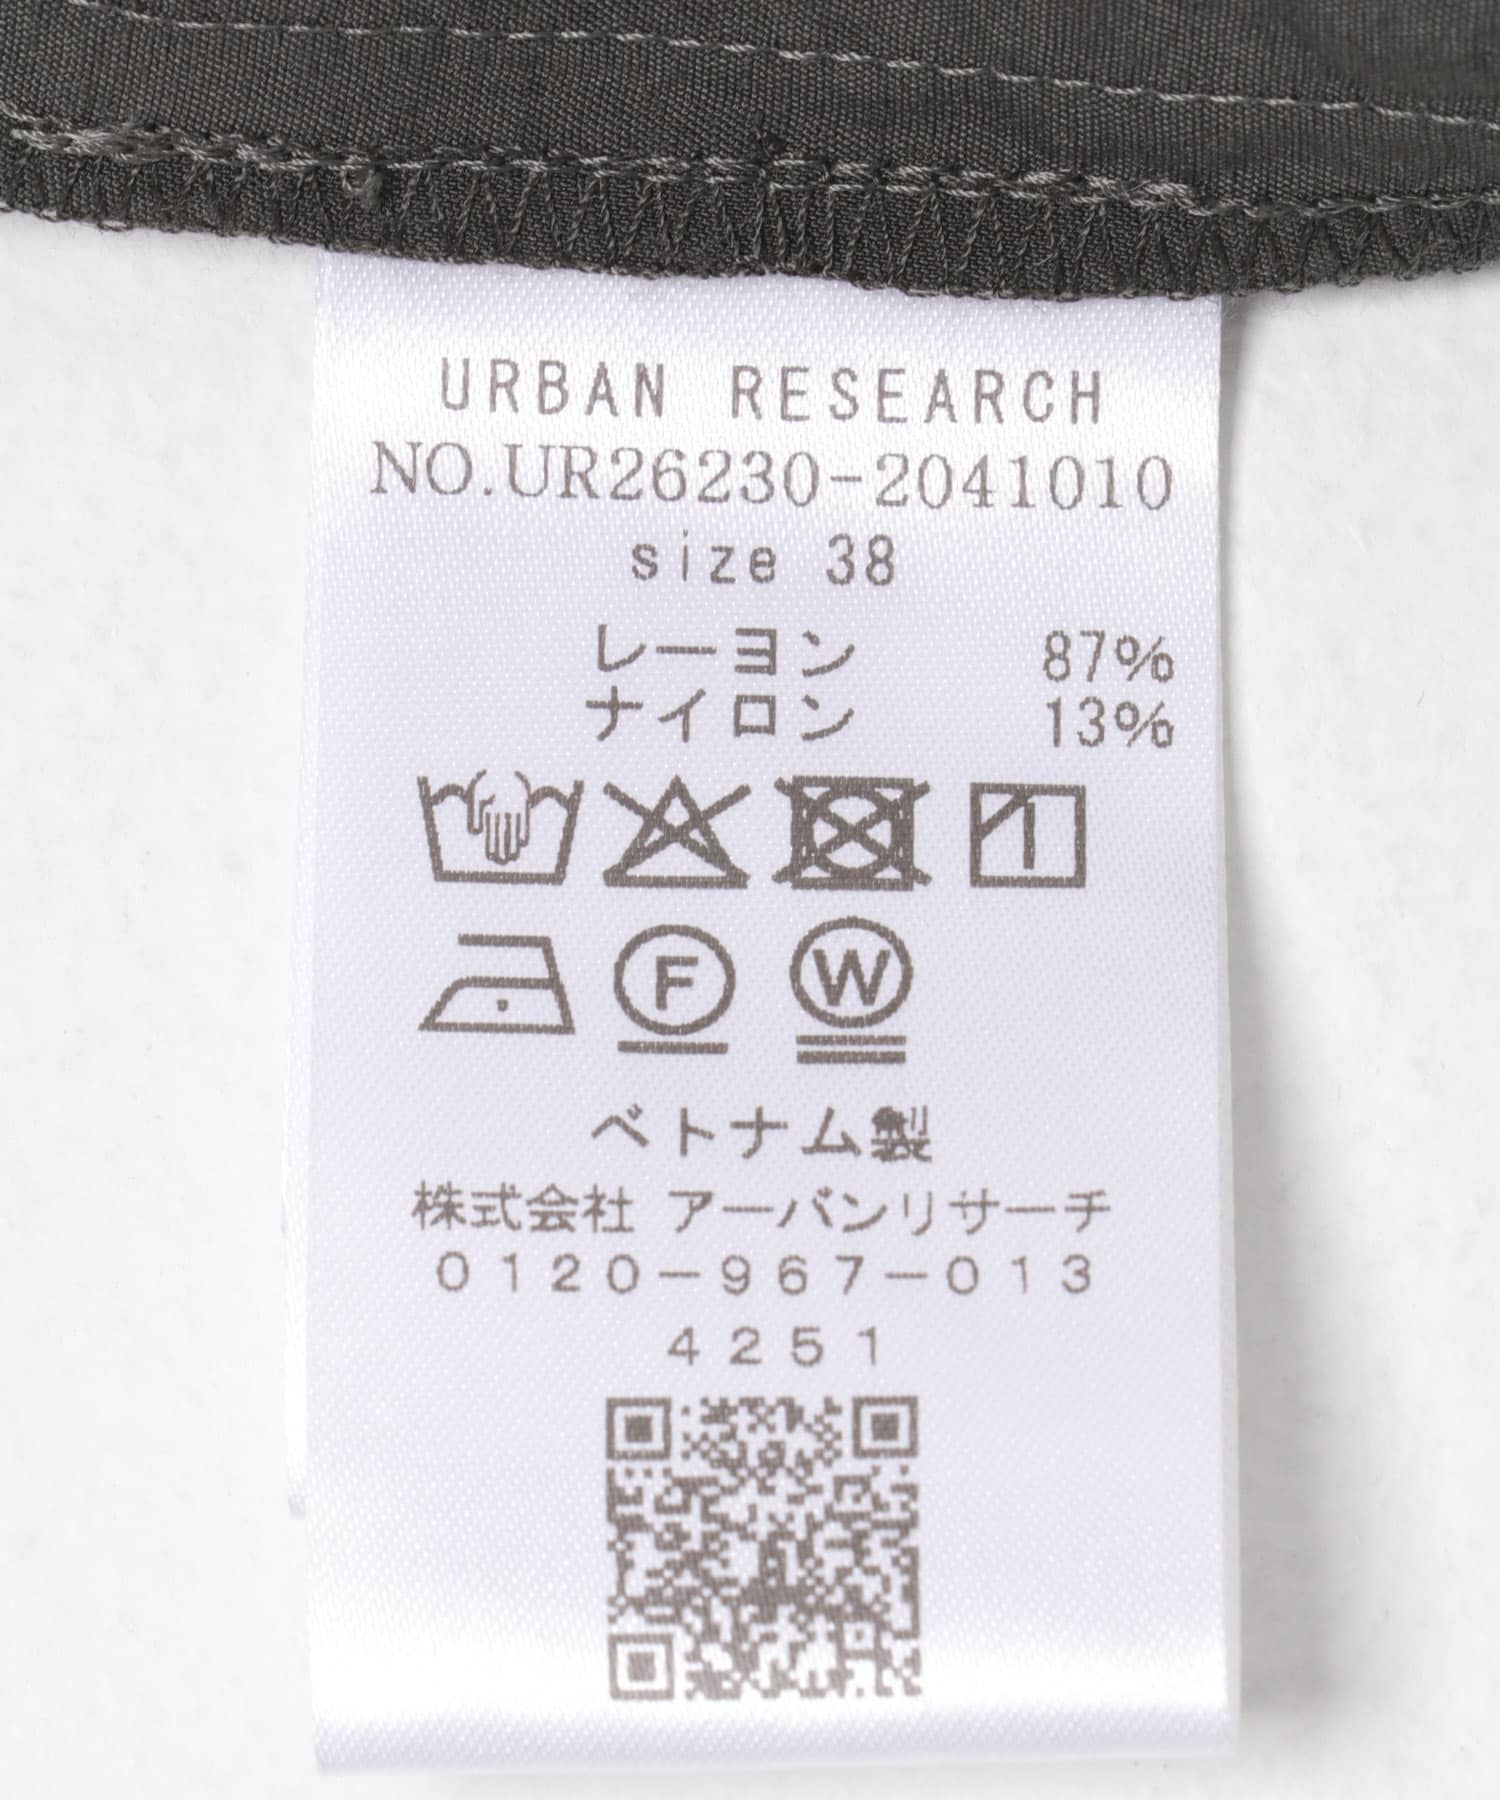 URBAN RESEARCH
NO.UR26230-2041010
size 38
レーヨン 87%
ナイロン 13%
1
F W
ベトナム製
株式会社 アーバンリサーチ
0120-967-013
4251